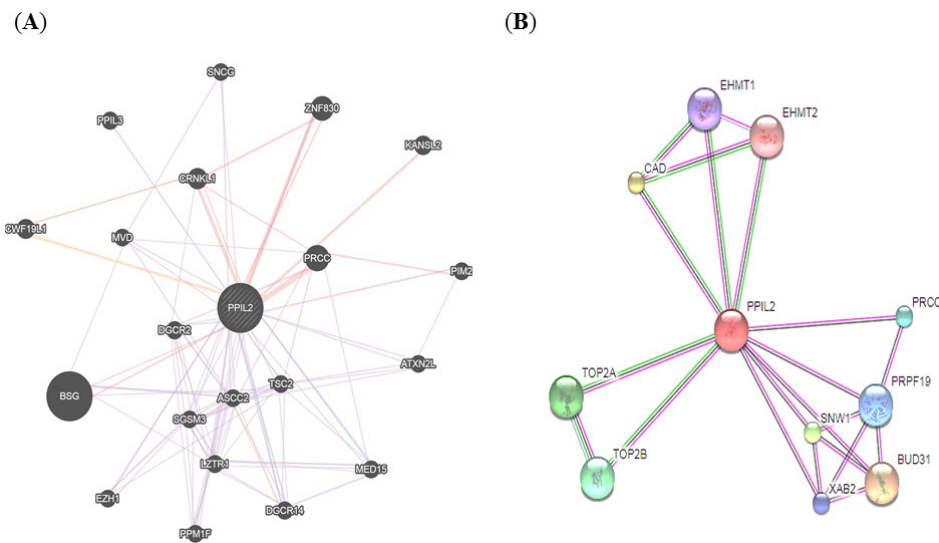 (A)
(B)
SNCG
ZNF830
PPIL3
KANSL2
CRNKL1
CWF19L1
MVD
PRCC
PIM2
PPIL2
DGCR2
ATXN2L
TSC2
BSG
ASCC2
SGSM3
LZTR1
MED15
EZH1
DGCR14
PPM1F
EHMT1
EHMT2
CAD
PPIL2
PRCC
TOP2A
PRPF19
SNW1
TOP2B
BUD31
XAB2